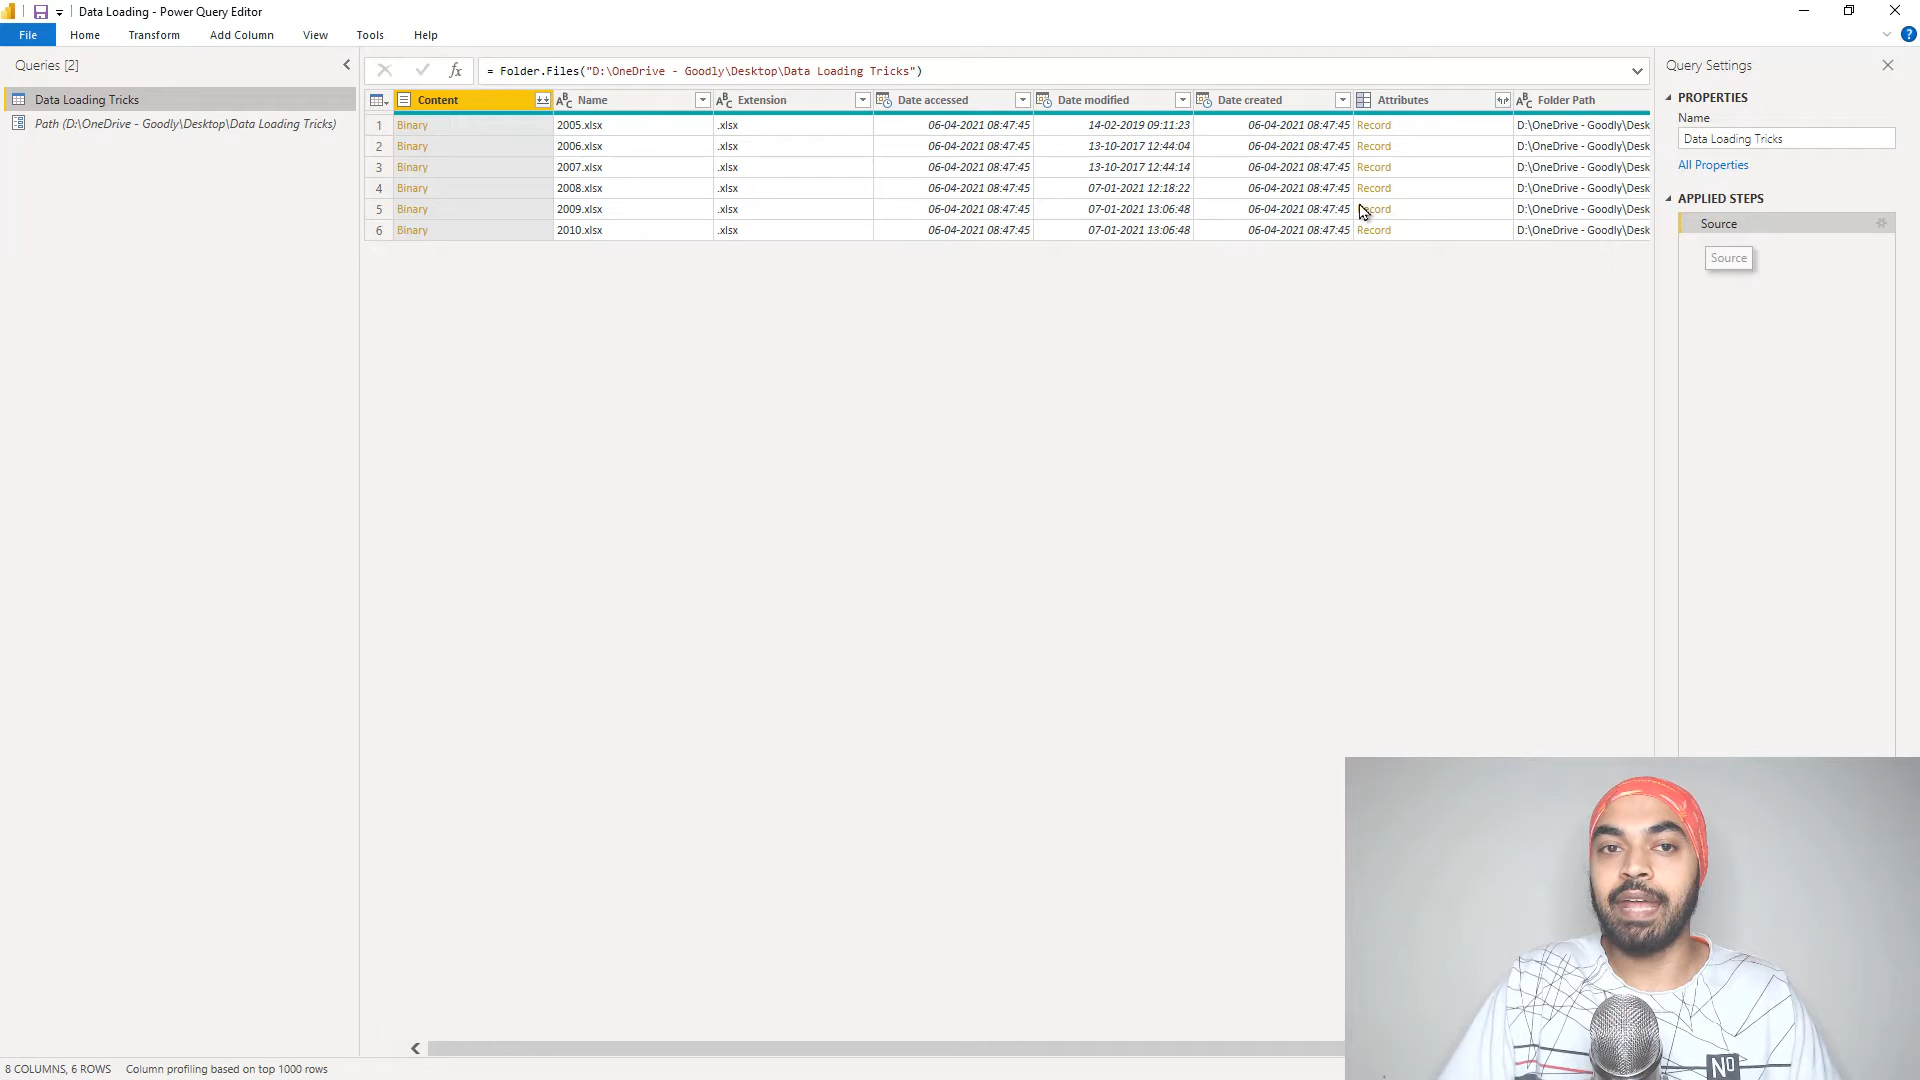 Data Loading - Power Query Editor
File Home Transform Add Column View Tools Help
Queries [2]
Data Loading Tricks
Path (D:\OneDrive - Goodly\Desktop\Data Loading Tricks)
= Folder.Files("D:\OneDrive - Goodly\Desktop\Data Loading Tricks")
Content Name Extension Date accessed Date modified Date created Attributes Folder Path
1 Binary 2005.xlsx .xlsx 06-04-2021 08:47:45 14-02-2019 09:11:23 06-04-2021 08:47:45 Record D:\OneDrive - Goodly\Desk
2 Binary 2006.xlsx .xlsx 06-04-2021 08:47:45 13-10-2017 12:44:04 06-04-2021 08:47:45 Record D:\OneDrive - Goodly\Desk
3 Binary 2007.xlsx .xlsx 06-04-2021 08:47:45 13-10-2017 12:44:14 06-04-2021 08:47:45 Record D:\OneDrive - Goodly\Desk
4 Binary 2008.xlsx .xlsx 06-04-2021 08:47:45 07-01-2021 12:18:22 06-04-2021 08:47:45 Record D:\OneDrive - Goodly\Desk
5 Binary 2009.xlsx .xlsx 06-04-2021 08:47:45 07-01-2021 13:06:48 06-04-2021 08:47:45 Record D:\OneDrive - Goodly\Desk
6 Binary 2010.xlsx .xlsx 06-04-2021 08:47:45 07-01-2021 13:06:48 06-04-2021 08:47:45 Record D:\OneDrive - Goodly\Desk
Query Settings
PROPERTIES
Name
Data Loading Tricks
All Properties
APPLIED STEPS
Source
Source
Nº
8 COLUMNS, 6 ROWS Column profiling based on top 1000 rows